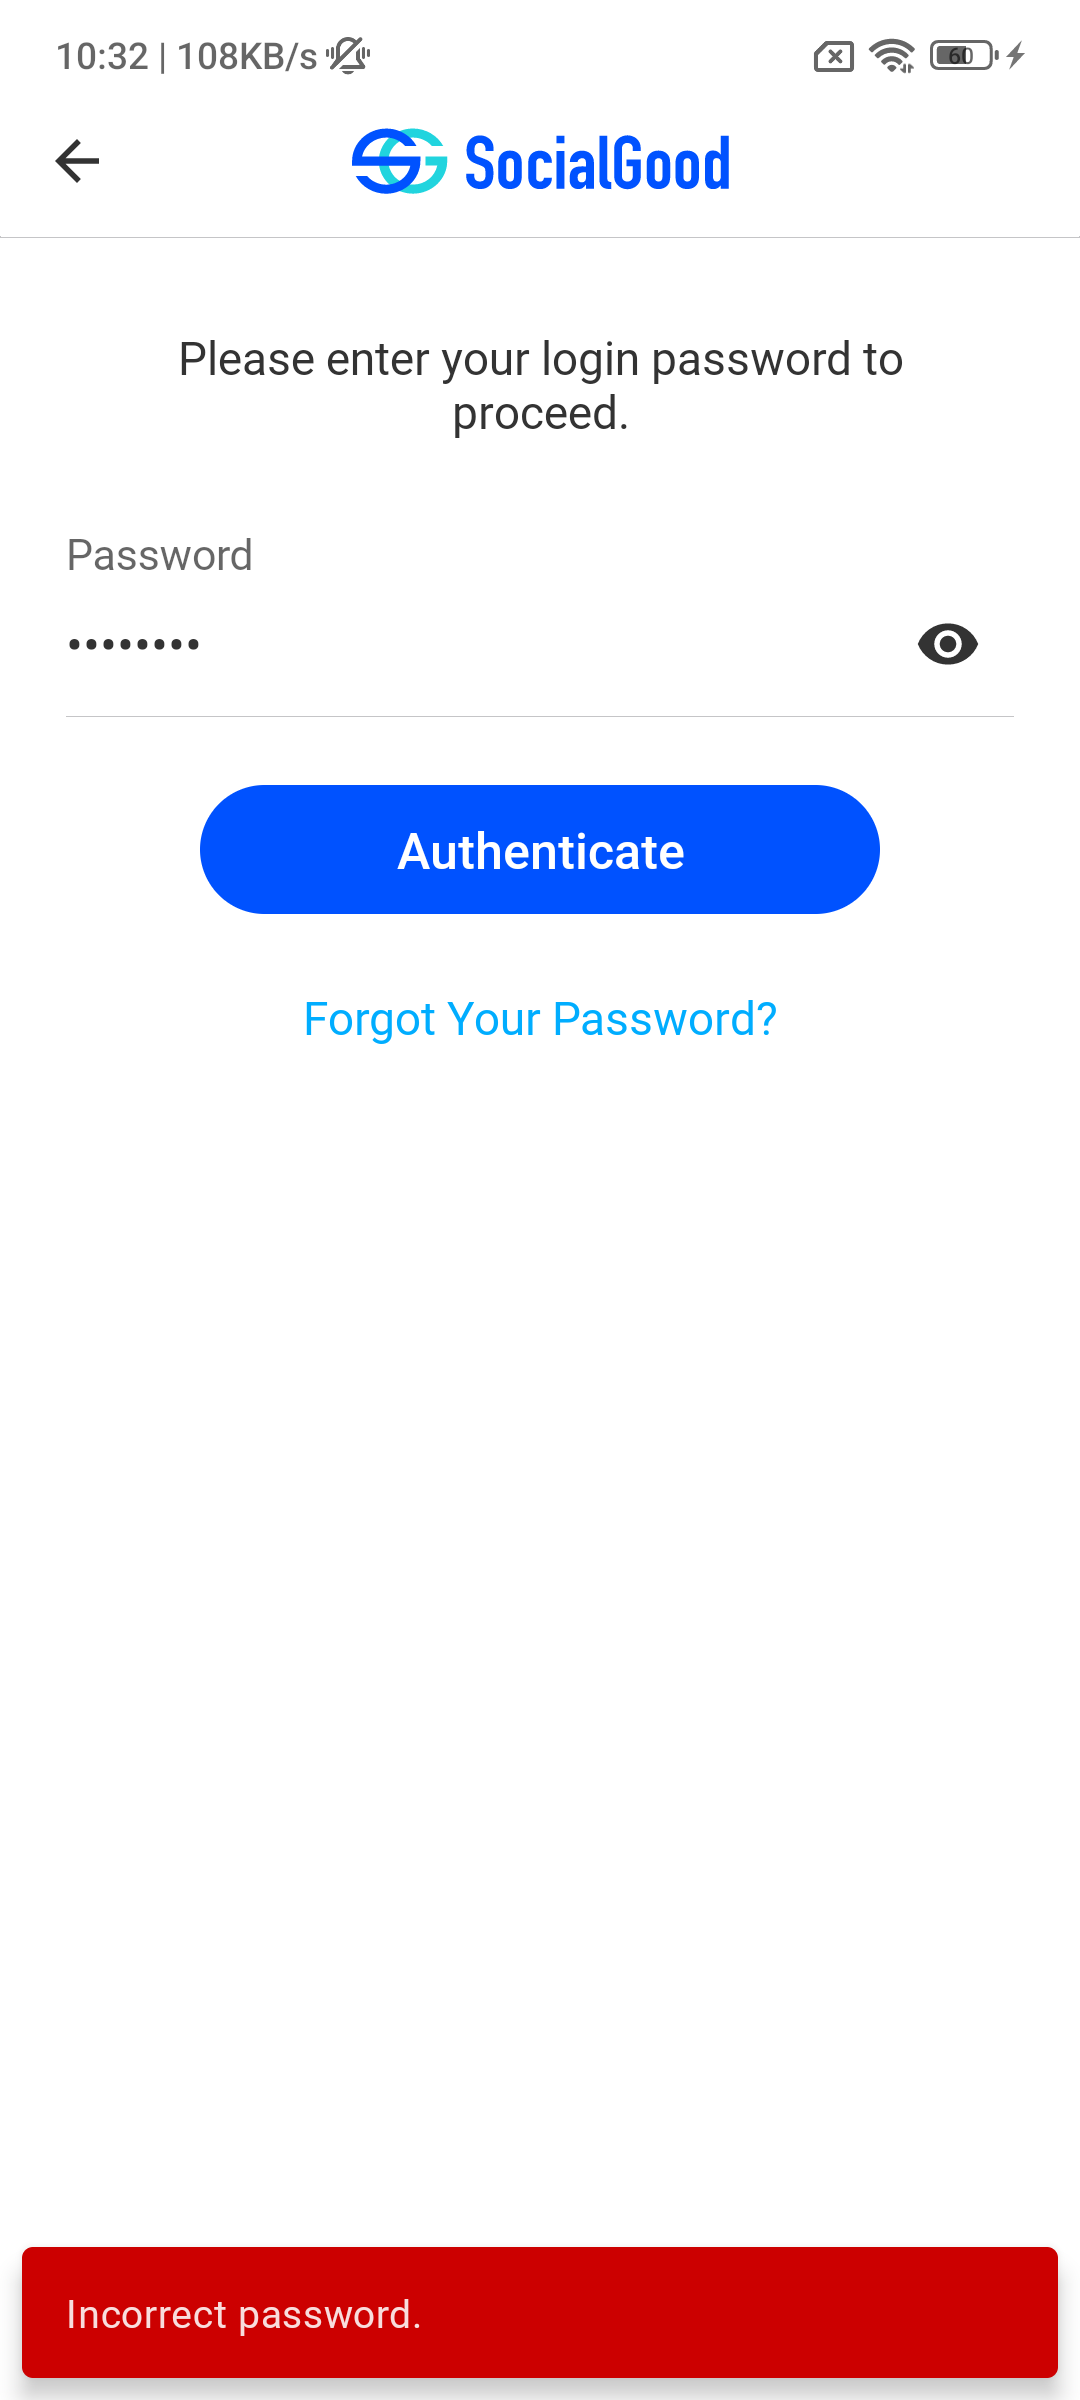 10:32 | 108KB/s
60
SocialGood
Please enter your login password to
proceed.
Password
••••••••
Authenticate
Forgot Your Password?
Incorrect password.